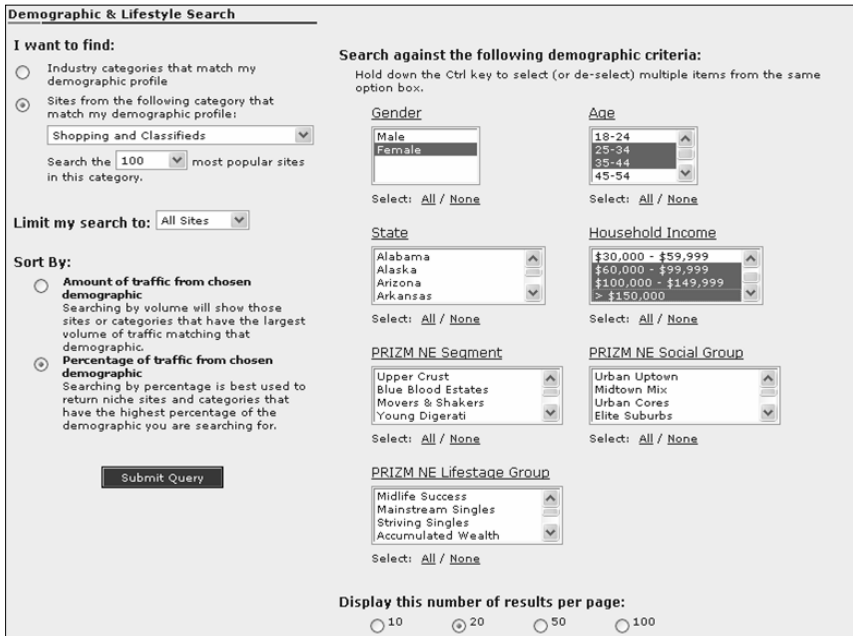 Demographic & Lifestyle Search
I want to find:
Industry categories that match my
demographic profile
Sites from the following category that
match my demographic profile:
Shopping and Classifieds
Search the 100 most popular sites
in this category.
Limit my search to: All Sites
Sort By:
Amount of traffic from chosen
demographic
Searching by volume will show those
sites or categories that have the largest
volume of traffic matching that
demographic.
Percentage of traffic from chosen
demographic
Searching by percentage is best used to
return niche sites and categories that
have the highest percentage of the
demographic you are searching for.
Submit Query
Search against the following demographic criteria:
Hold down the Ctrl key to select (or de-select) multiple items from the same
option box.
Gender
Male
Female
Select: All / None
Age
18-24
25-34
35-44
45-54
Select: All / None
State
Alabama
Alaska
Arizona
Arkansas
Select: All / None
Household Income
$30,000 - $59,999
$60,000 - $99,999
$100,000 - $149,999
> $150,000
Select: All / None
PRIZM NE Segment
Upper Crust
Blue Blood Estates
Movers & Shakers
Young Digerati
Select: All / None
PRIZM NE Social Group
Urban Uptown
Midtown Mix
Urban Cores
Elite Suburbs
Select: All / None
PRIZM NE Lifestage Group
Midlife Success
Mainstream Singles
Striving Singles
Accumulated Wealth
Select: All / None
Display this number of results per page:
10 20 50 100